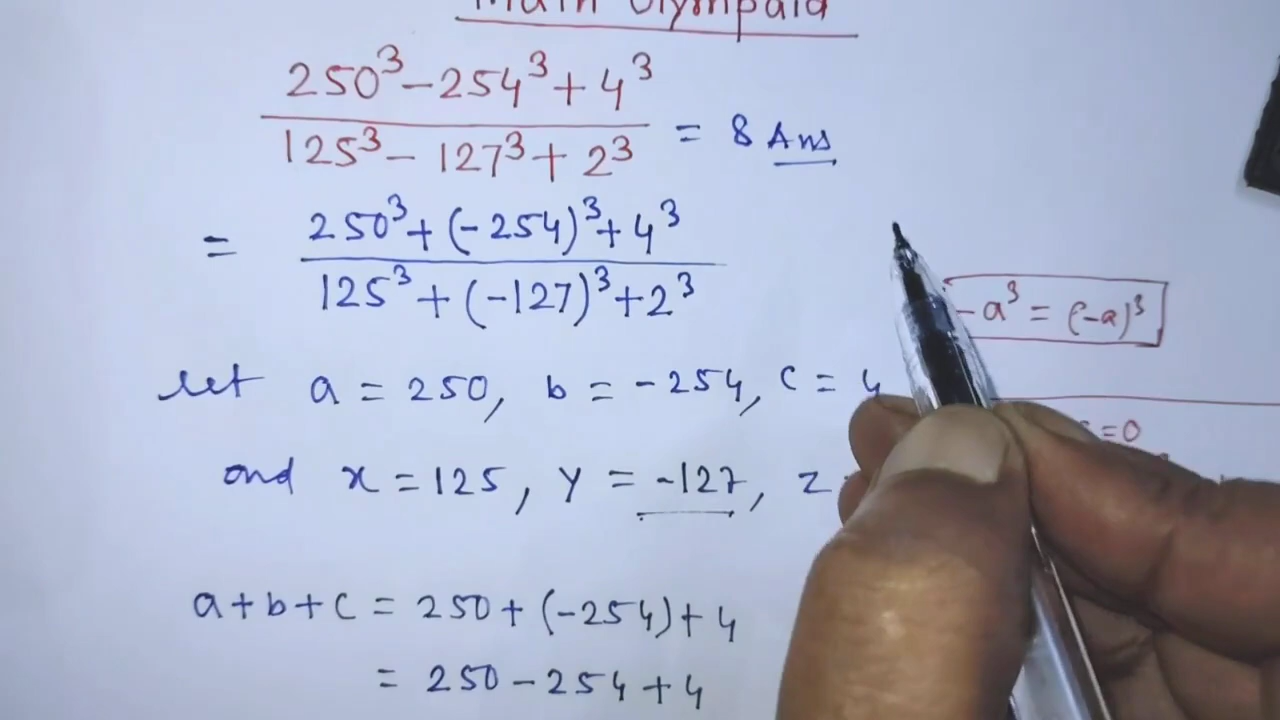 Math Olympaid
250³ - 254³ + 4³
125³ - 127³ + 2³
= 8 Ans
= 250³ + (-254)³ + 4³
125³ + (-127)³ + 2³
-a³ = (-a)³
let a = 250, b = -254, c = 4
=0
and x = 125, y = -127, z
a + b + c = 250 + (-254) + 4
= 250 - 254 + 4